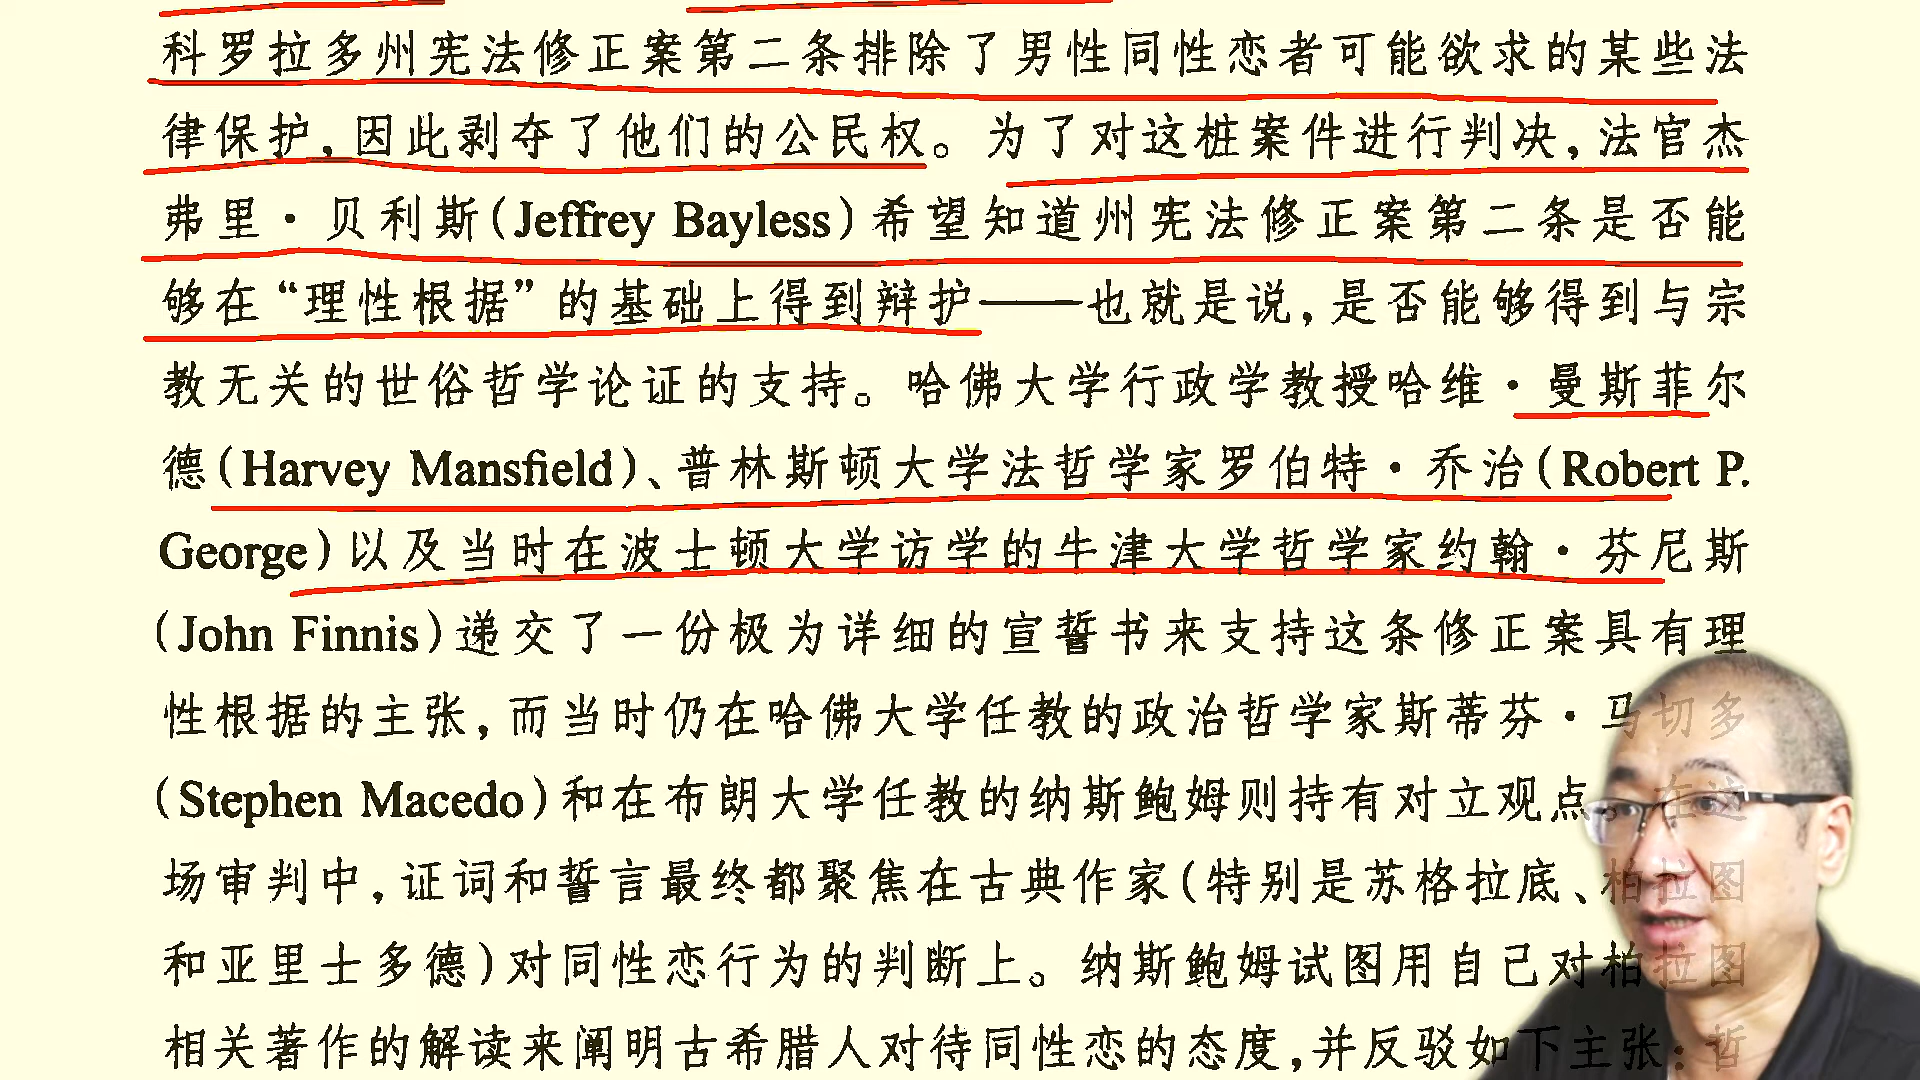 科罗拉多州宪法修正案第二条排除了男性同性恋者可能欲求的某些法
律保护,因此剥夺了他们的公民权。为了对这桩案件进行判决,法官杰
弗里·贝利斯(Jeffrey Bayless)希望知道州宪法修正案第二条是否能
够在“理性根据”的基础上得到辩护——也就是说,是否能够得到与宗
教无关的世俗哲学论证的支持。哈佛大学行政学教授哈维·曼斯菲尔
德(Harvey Mansfield)、普林斯顿大学法哲学家罗伯特·乔治(Robert P.
George)以及当时在波士顿大学访学的牛津大学哲学家约翰·芬尼斯
(John Finnis)递交了一份极为详细的宣誓书来支持这条修正案具有理
性根据的主张,而当时仍在哈佛大学任教的政治哲学家斯蒂芬·马切多
(Stephen Macedo)和在布朗大学任教的纳斯鲍姆则持有对立观点。在这
场审判中,证词和誓言最终都聚焦在古典作家(特别是苏格拉底、柏拉图
和亚里士多德)对同性恋行为的判断上。纳斯鲍姆试图用自己对柏拉图
相关著作的解读来阐明古希腊人对待同性恋的态度,并反驳如下主张:哲